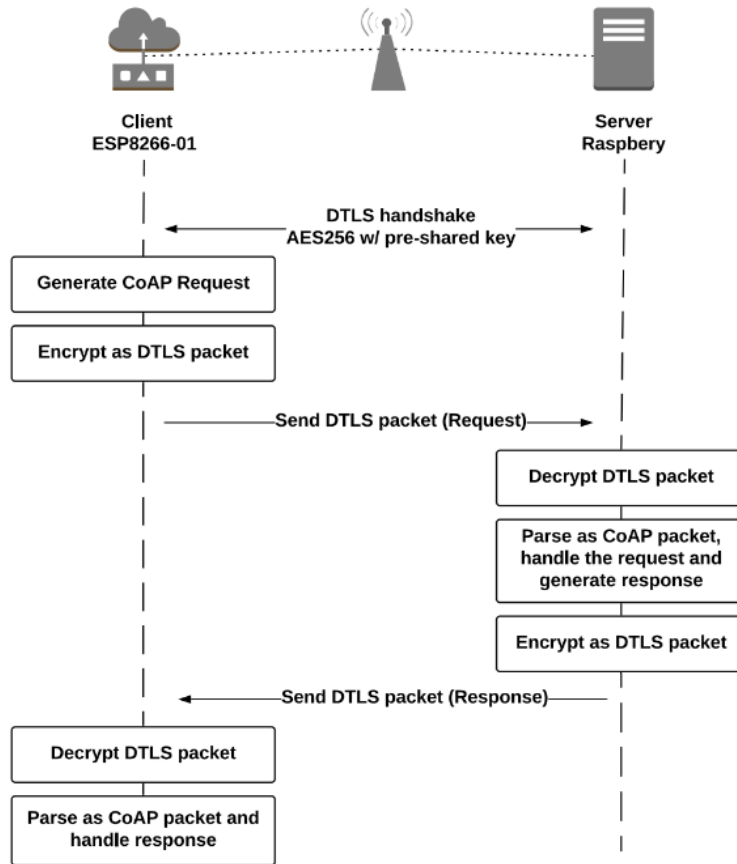 Client
ESP8266-01
Server
Raspbery
DTLS handshake
AES256 w/ pre-shared key
Generate CoAP Request
Encrypt as DTLS packet
Send DTLS packet (Request)
Decrypt DTLS packet
Parse as CoAP packet,
handle the request and
generate response
Encrypt as DTLS packet
Send DTLS packet (Response)
Decrypt DTLS packet
Parse as CoAP packet and
handle response